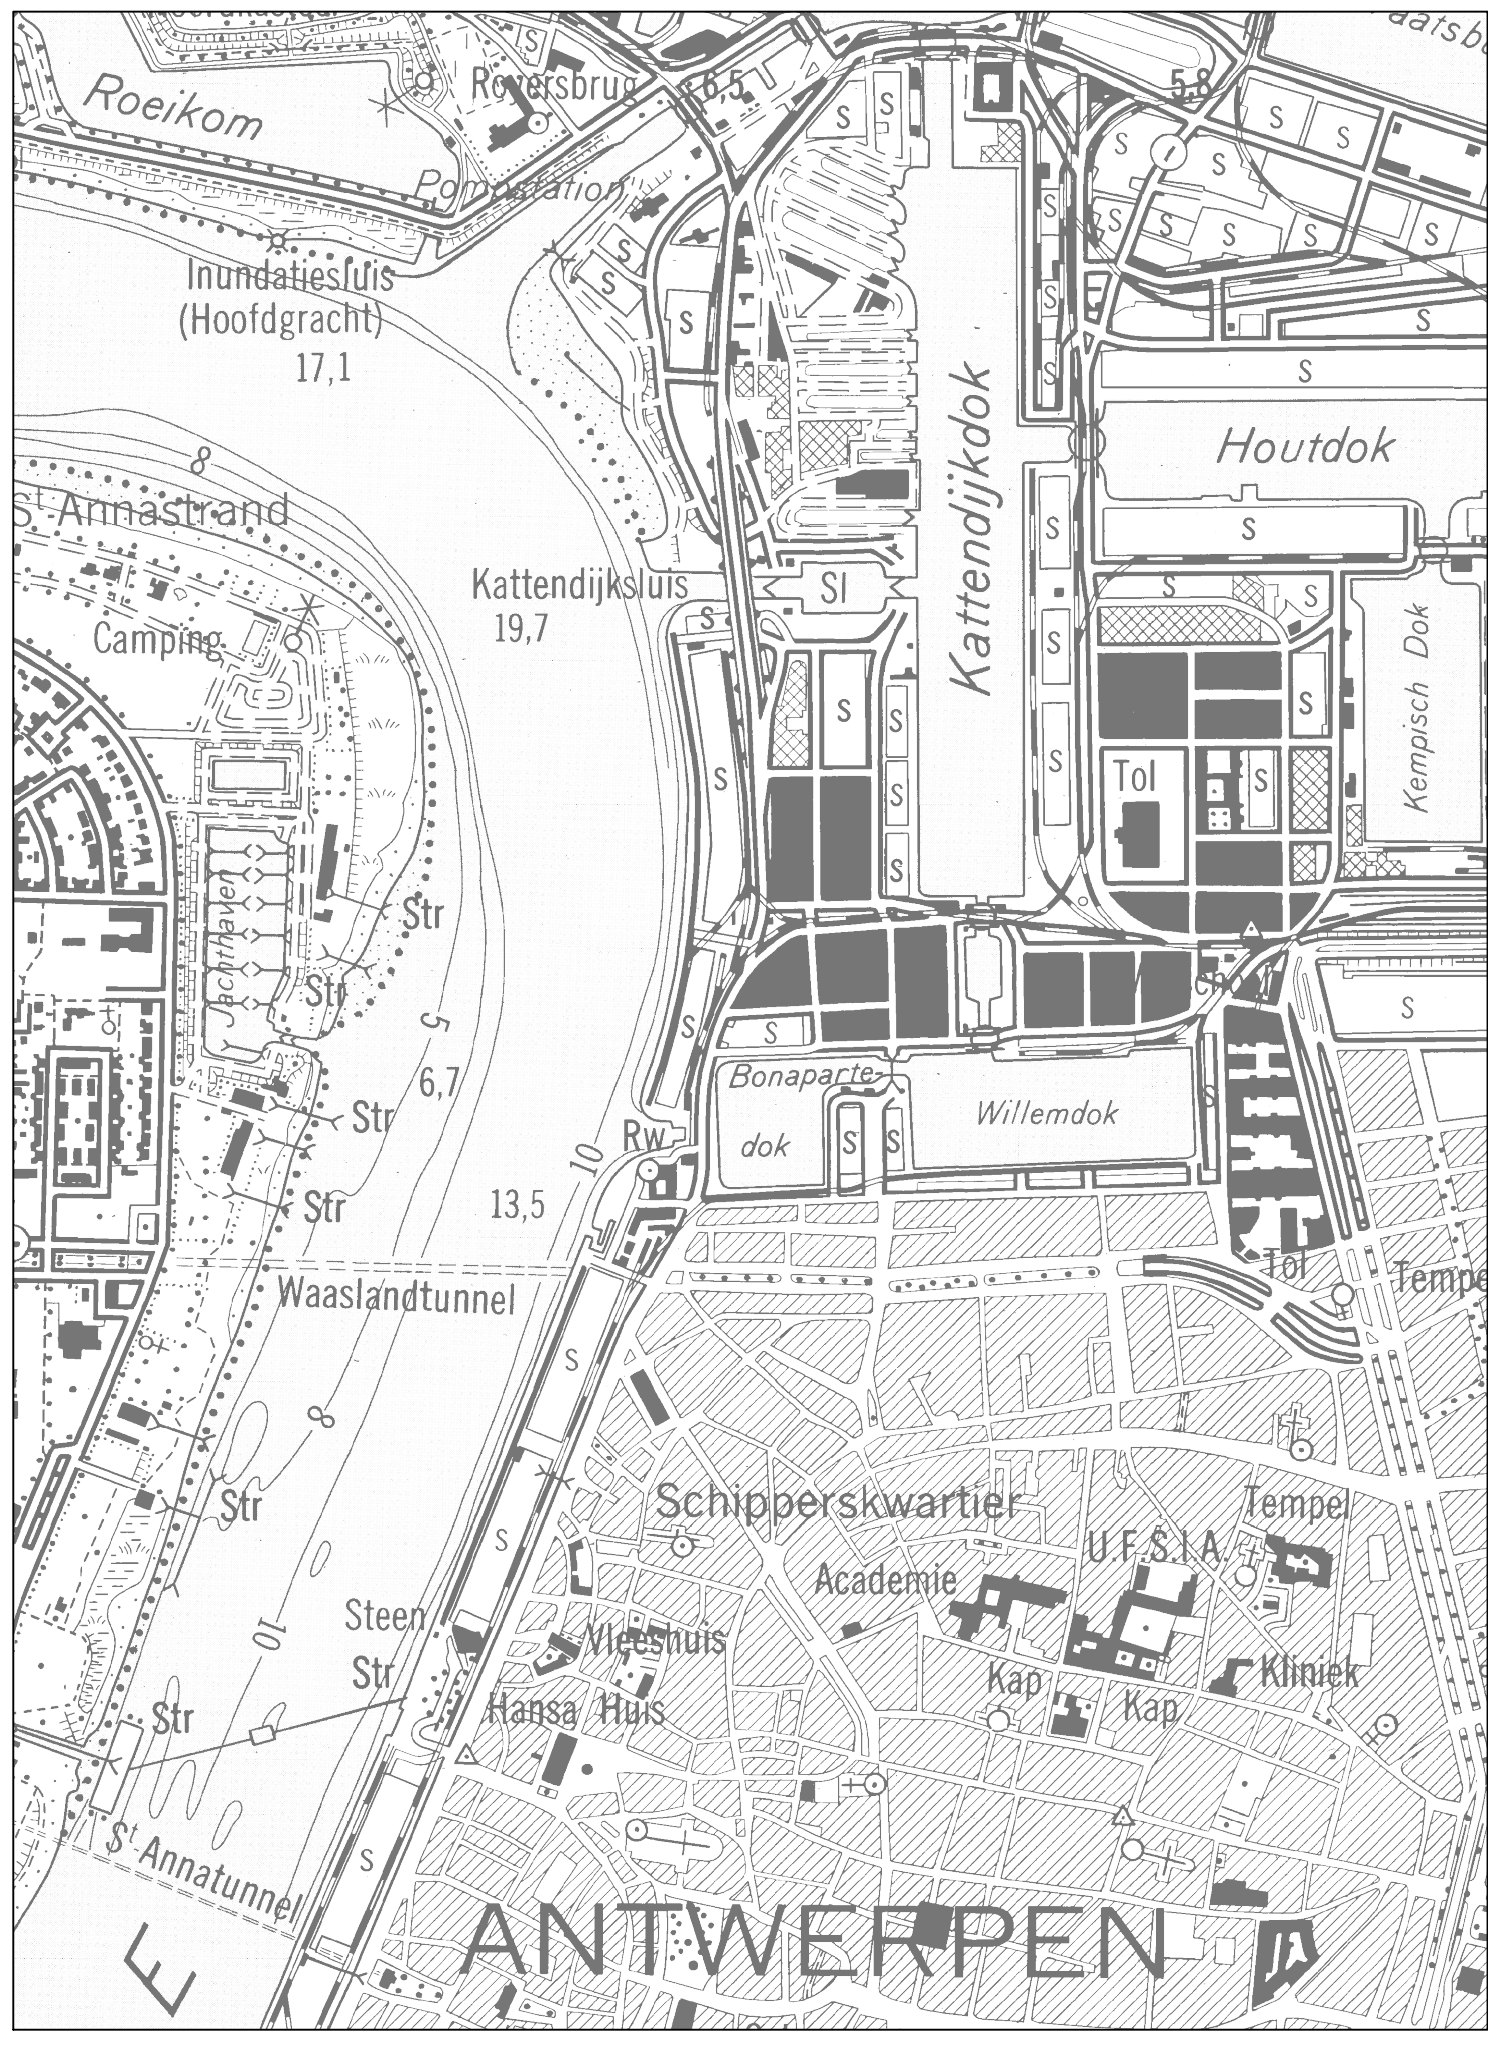 Roeikom
Royersbrug
6,5
5,8
S
S
S
S
S
S
S
Pompstation
S
S
S
S
S
S
S
S
Inundatiesluis
(Hoofdgracht)
17,1
S
S
S
S
S
S
Kattendijkdok
Houtdok
8
St Annastrand
S
S
Kattendijksluis
19,7
Sl
S
S
S
Camping
S
Kempisch Dok
S
S
S
S
S
S
Tol
S
S
S
Jachthaven
Str
Str
S
S
S
5
6,7
Bonaparte-
dok
Willemdok
S
S
S
Str
Rw
10
Str
13,5
Waaslandtunnel
Tol
S
8
Str
S
Schipperskwartier
Tempel
U.F.S.I.A.
Academie
Steen
Vleeshuis
10
Str
Kap
Kap
Kliniek
Hansa Huis
Str
St Annatunnel
S
ANTWERPEN
E